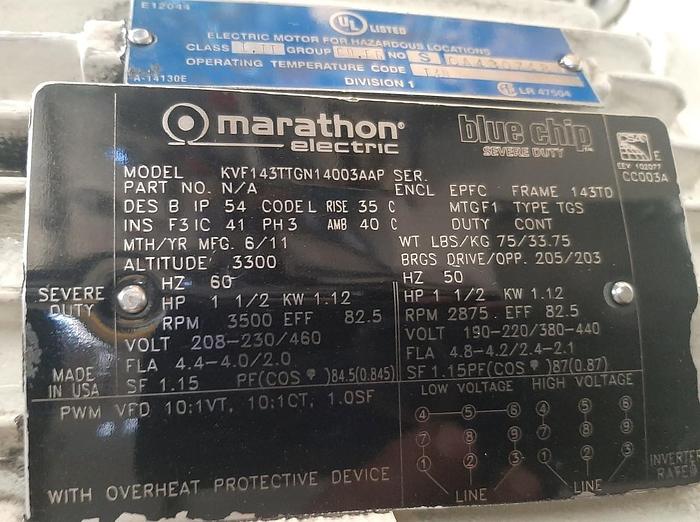 E12044
UL LISTED
ELECTRIC MOTOR FOR HAZARDOUS LOCATIONS
CLASS GROUP NO S
OPERATING TEMPERATURE CODE
A-14130E
DIVISION 1
LR 47504
marathon®
electric
blue chip
SEVERE DUTY
E
EEV 102077
CC003A
MODEL KVF143TTGN14003AAP SER.
PART NO. N/A ENCL EPFC FRAME 143TD
DES B IP 54 CODE L RISE 35 C MTG F1 TYPE TGS
INS F3 IC 41 PH 3 AMB 40 C DUTY CONT
MTH/YR MFG. 6/11 WT LBS/KG 75/33.75
ALTITUDE 3300 BRGS DRIVE/OPP. 205/203
SEVERE
DUTY
HZ 60
HP 1 1/2 KW 1.12
RPM 3500 EFF 82.5
VOLT 208-230/460
FLA 4.4-4.0/2.0
SF 1.15 PF(COS φ )84.5(0.845)
HZ 50
HP 1 1/2 KW 1.12
RPM 2875 EFF 82.5
VOLT 190-220/380-440
FLA 4.8-4.2/2.4-2.1
SF 1.15PF(COS φ )87(0.87)
MADE
IN USA
PWM VFD 10:1VT, 10:1CT, 1.0SF
WITH OVERHEAT PROTECTIVE DEVICE
LOW VOLTAGE HIGH VOLTAGE
4 5 6 4 5 6
7 8 9 7 8 9
1 2 3 1 2 3
LINE LINE
INVERTER
RATED